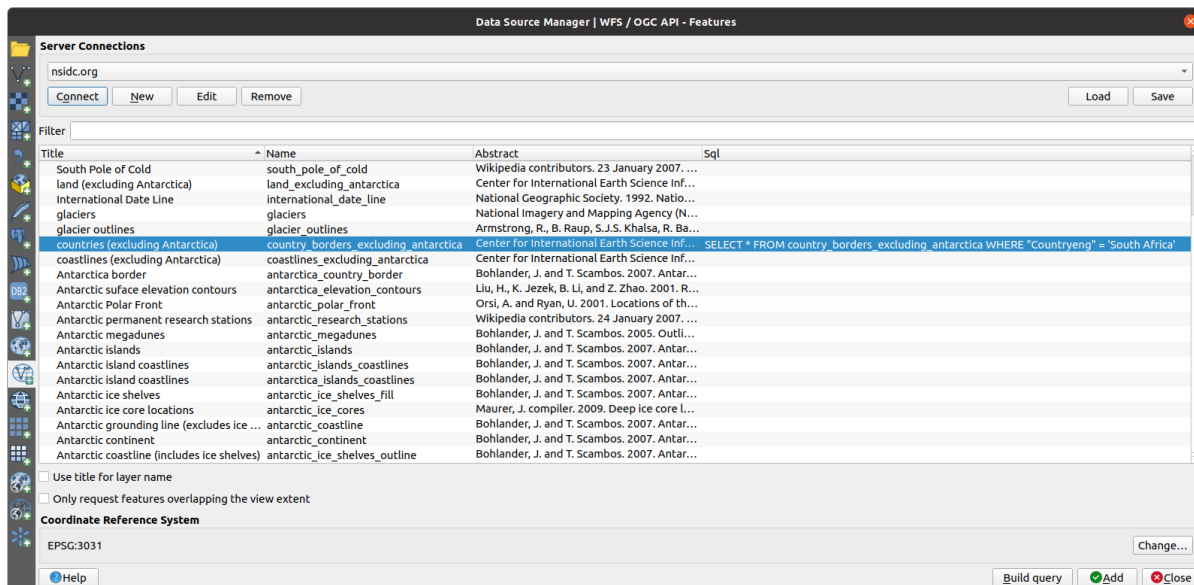 Data Source Manager | WFS / OGC API - Features
Server Connections
nsidc.org
Connect New Edit Remove Load Save
Filter
Title Name Abstract Sql
South Pole of Cold south_pole_of_cold Wikipedia contributors. 23 January 2007. ...
land (excluding Antarctica) land_excluding_antarctica Center for International Earth Science Inf...
International Date Line international_date_line National Geographic Society. 1992. Natio...
glaciers glaciers National Imagery and Mapping Agency (N...
glacier outlines glacier_outlines Armstrong, R., B. Raup, S.J.S. Khalsa, R. Ba...
countries (excluding Antarctica) country_borders_excluding_antarctica Center for International Earth Science Inf... SELECT * FROM country_borders_excluding_antarctica WHERE "Countryeng" = 'South Africa'
coastlines (excluding Antarctica) coastlines_excluding_antarctica Center for International Earth Science Inf...
Antarctica border antarctica_country_border Bohlander, J. and T. Scambos. 2007. Antar...
Antarctic suface elevation contours antarctica_elevation_contours Liu, H., K. Jezek, B. Li, and Z. Zhao. 2001. R...
Antarctic Polar Front antarctic_polar_front Orsi, A. and Ryan, U. 2001. Locations of th...
Antarctic permanent research stations antarctic_research_stations Wikipedia contributors. 24 January 2007. ...
Antarctic megadunes antarctic_megadunes Bohlander, J. and T. Scambos. 2005. Outli...
Antarctic islands antarctic_islands Bohlander, J. and T. Scambos. 2007. Antar...
Antarctic island coastlines antarctic_islands_coastlines Bohlander, J. and T. Scambos. 2007. Antar...
Antarctic island coastlines antarctica_islands_coastlines Bohlander, J. and T. Scambos. 2007. Antar...
Antarctic ice shelves antarctic_ice_shelves_fill Bohlander, J. and T. Scambos. 2007. Antar...
Antarctic ice core locations antarctic_ice_cores Maurer, J. compiler. 2009. Deep ice core l...
Antarctic grounding line (excludes ice ... antarctic_coastline Bohlander, J. and T. Scambos. 2007. Antar...
Antarctic continent antarctic_continent Bohlander, J. and T. Scambos. 2007. Antar...
Antarctic coastline (includes ice shelves) antarctic_ice_shelves_outline Bohlander, J. and T. Scambos. 2007. Antar...
Use title for layer name
Only request features overlapping the view extent
Coordinate Reference System
EPSG:3031 Change...
Help Build query Add Close
DB2